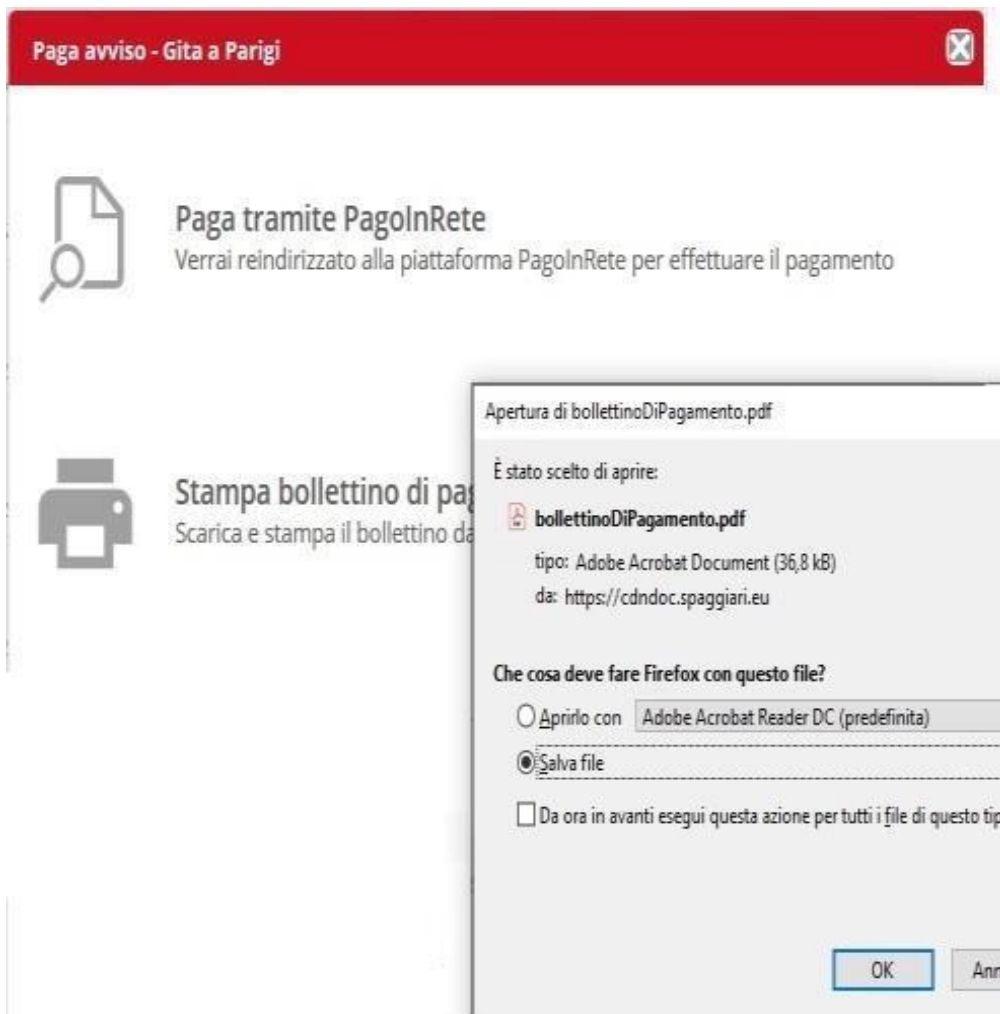 Paga avviso - Gita a Parigi
Paga tramite PagoInRete
Verrai reindirizzato alla piattaforma PagoInRete per effettuare il pagamento
Stampa bollettino di pag
Scarica e stampa il bollettino da
Apertura di bollettinoDiPagamento.pdf
È stato scelto di aprire:
bollettinoDiPagamento.pdf
tipo: Adobe Acrobat Document (36,8 kB)
da: https://cdndoc.spaggiari.eu
Che cosa deve fare Firefox con questo file?
Aprirlo con Adobe Acrobat Reader DC (predefinita)
Salva file
Da ora in avanti esegui questa azione per tutti i file di questo tip
OK Ann